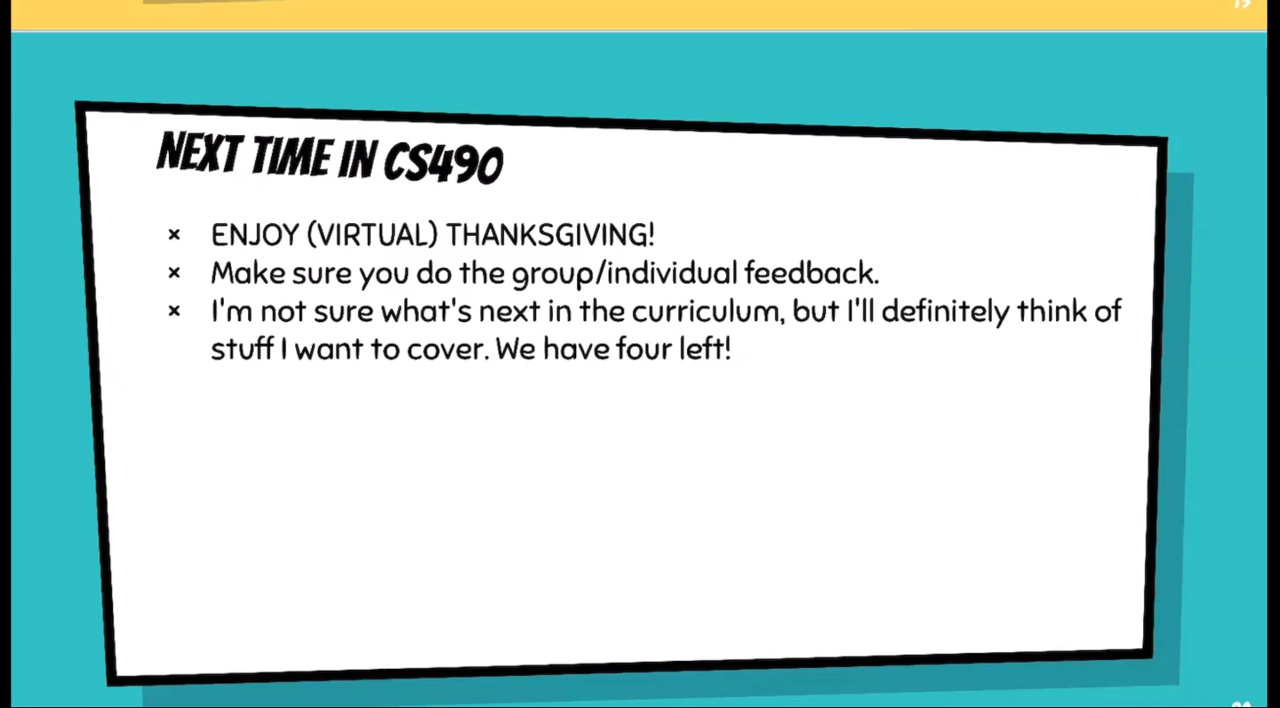 NEXT TIME IN CS490
× ENJOY (VIRTUAL) THANKSGIVING!
× Make sure you do the group/individual feedback.
× I'm not sure what's next in the curriculum, but I'll definitely think of
stuff I want to cover. We have four left!